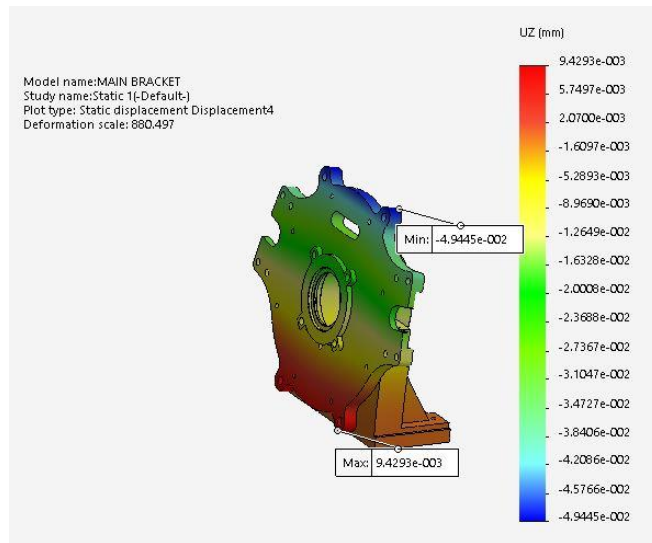 UZ (mm)
Model name:MAIN BRACKET
Study name:Static 1(-Default-)
Plot type: Static displacement Displacement4
Deformation scale: 880.497
9.4293e-003
5.7497e-003
2.0700e-003
-1.6097e-003
-5.2893e-003
-8.9690e-003
-1.2649e-002
-1.6328e-002
-2.0008e-002
-2.3688e-002
-2.7367e-002
-3.1047e-002
-3.4727e-002
-3.8406e-002
-4.2086e-002
-4.5766e-002
-4.9445e-002
Min: -4.9445e-002
Max: 9.4293e-003